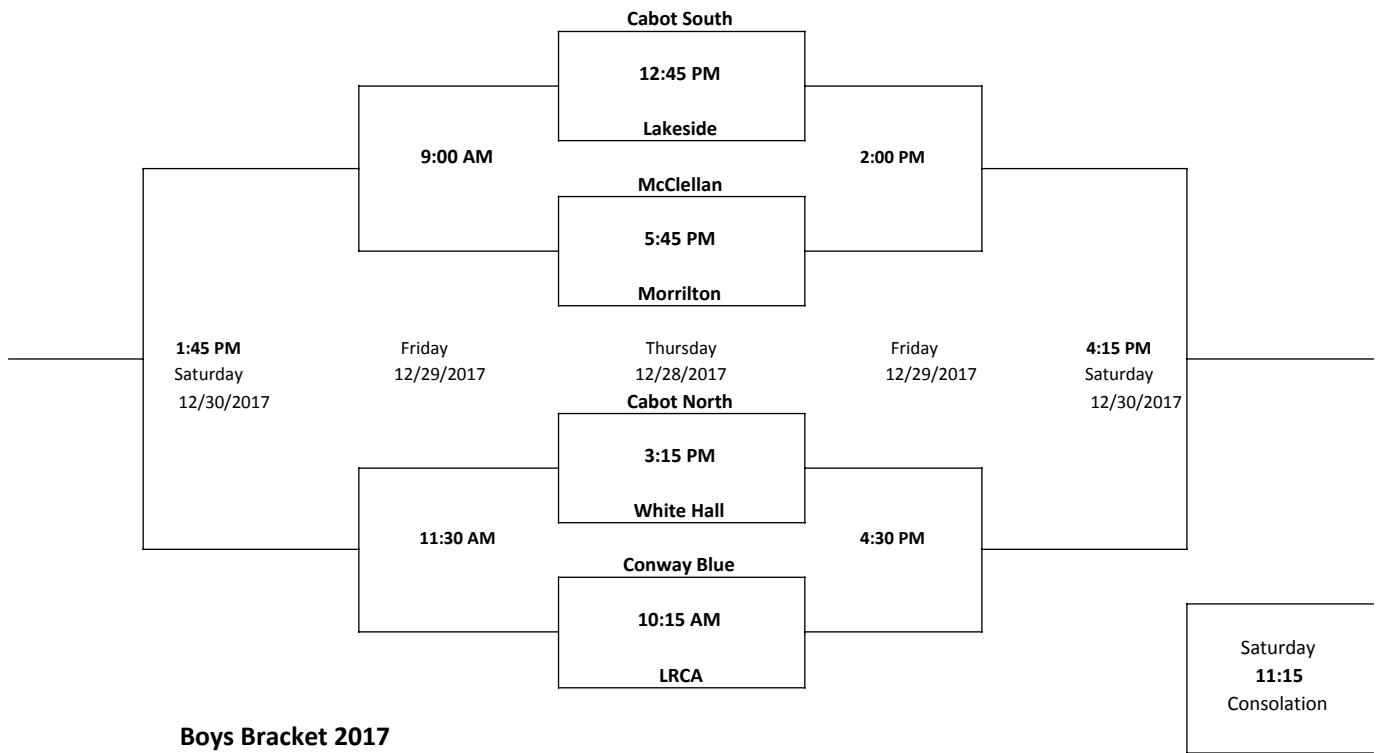 Cabot South
12:45 PM
Lakeside
9:00 AM
2:00 PM
McClellan
5:45 PM
Morrilton
1:45 PM Friday Thursday Friday 4:15 PM
Saturday 12/29/2017 12/28/2017 12/29/2017 Saturday
12/30/2017 Cabot North 12/30/2017
3:15 PM
White Hall
11:30 AM
4:30 PM
Conway Blue
10:15 AM
LRCA
Saturday
11:15
Consolation
Boys Bracket 2017